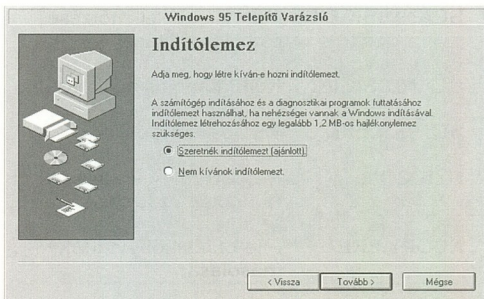 Windows 95 Telepítő Varázsló
Indítólemez
Adja meg, hogy létre kíván-e hozni indítólemezt.
A számítógép indításához és a diagnosztikai programok futtatásához
indítólemezt használhat, ha nehézségei vannak a Windows indításával.
Indítólemez létrehozásához egy legalább 1,2 MB-os hajlékonylemez
szükséges.
Szeretnék indítólemezt (ajánlott).
Nem kívánok indítólemezt.
< Vissza
Tovább >
Mégse